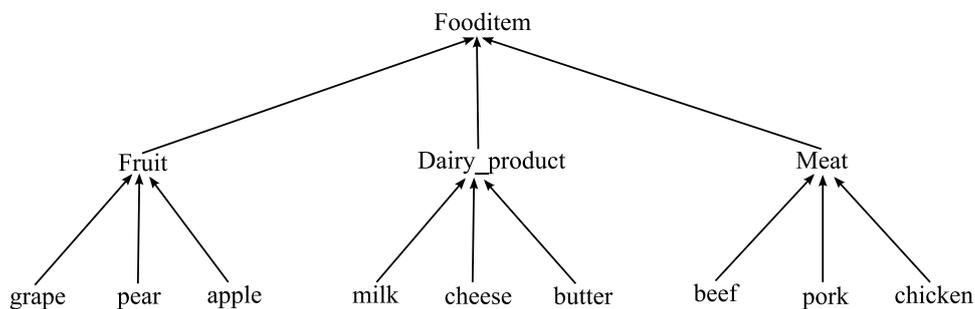 Fooditem
Fruit Dairy_product Meat
grape pear apple milk cheese butter beef pork chicken